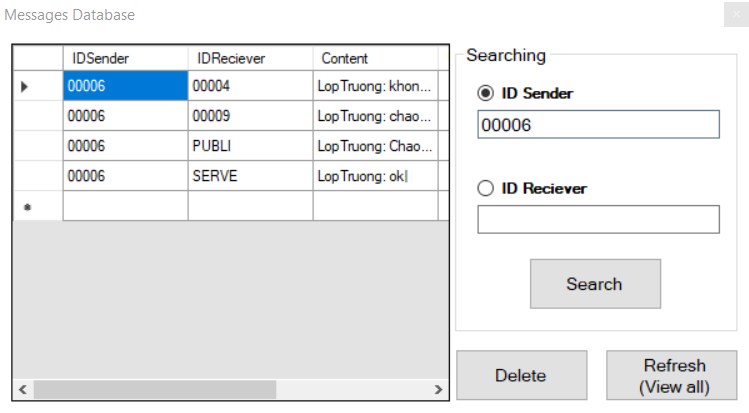 Messages Database
IDSender IDReciever Content
00006 00004 LopTruong: khon...
00006 00009 LopTruong: chao...
00006 PUBLI LopTruong: Chao...
00006 SERVE LopTruong: ok|
Searching
ID Sender
00006
ID Reciever
Search
Delete
Refresh
(View all)